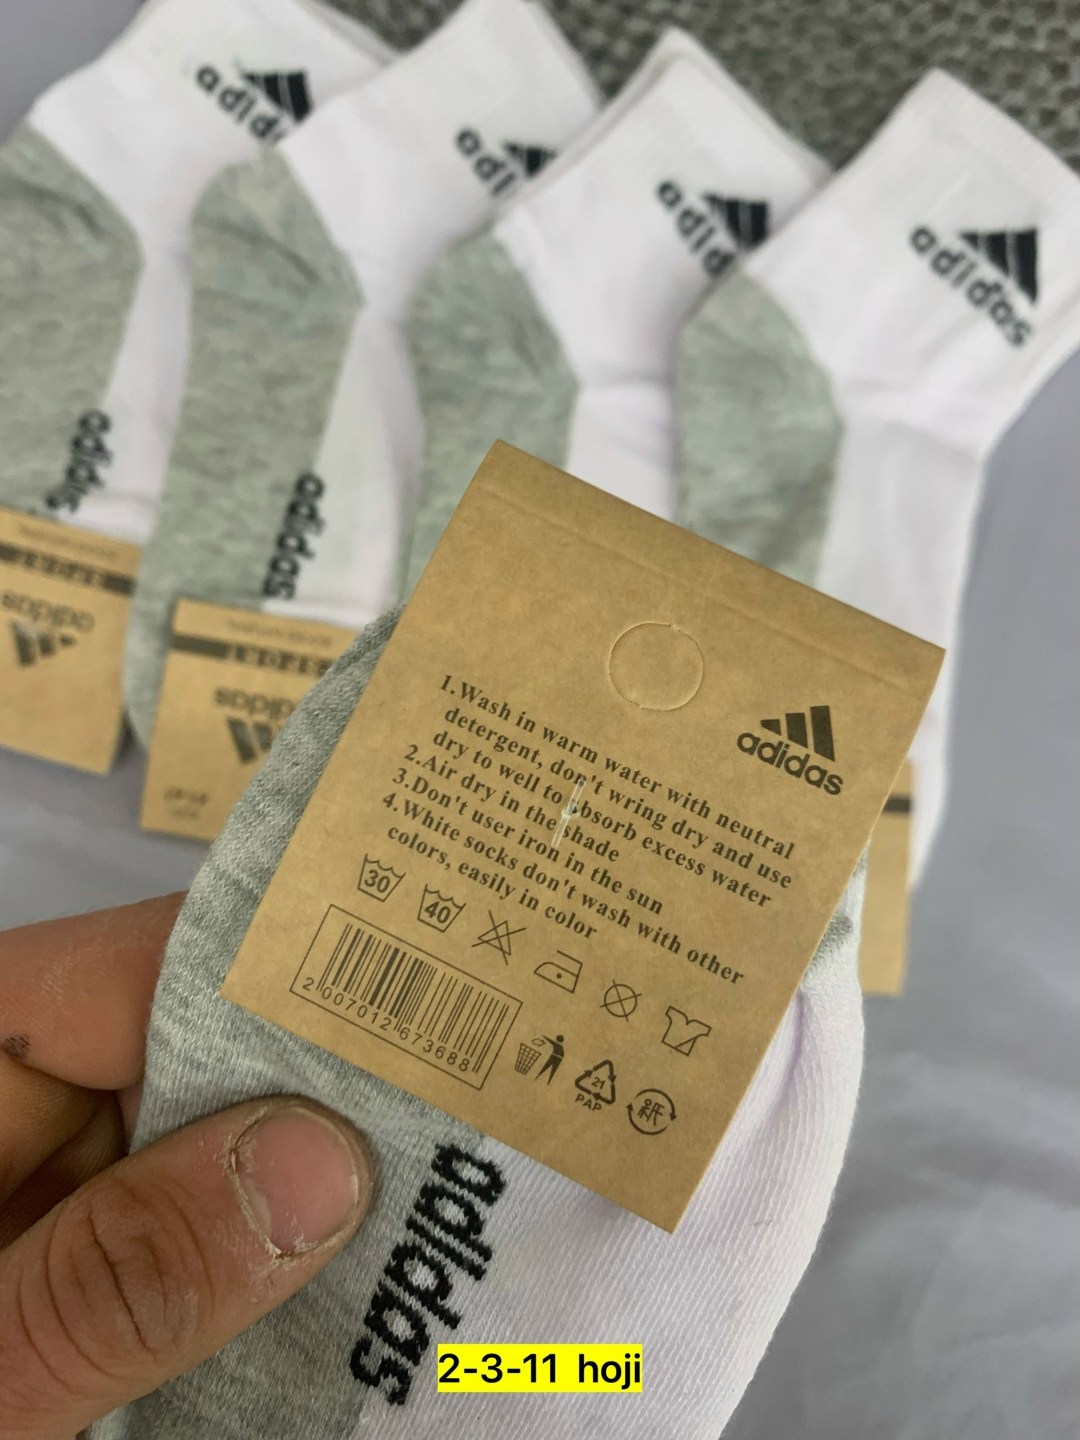 adidas
adidas
adidas
adidas
adidas
adidas
adidas
adidas
adidas
1.Wash in warm water with neutral
detergent, don't wring dry and use
dry to well to absorb excess water
2.Air dry in the shade
3.Don't user iron in the sun
4.White socks don't wash with other
colors, easily in color
30
40
2 007012 673688
21
PAP
紙
adidas
2-3-11 hoji